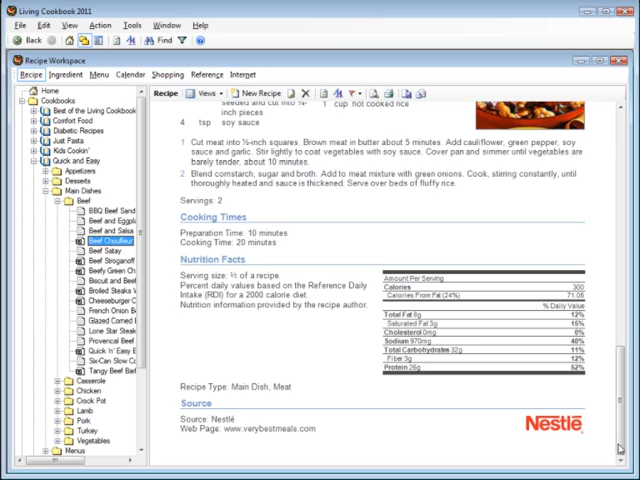 Living Cookbook 2011
File Edit View Action Tools Window Help
Back Find
Recipe Workspace
Recipe Ingredient Menu Calendar Shopping Reference Internet
Home
Cookbooks
Best of the Living Cookbook
Comfort Food
Diabetic Recipes
Just Pasta
Kids Cookin'
Quick and Easy
Appetizers
Desserts
Main Dishes
Beef
BBQ Beef Sand
Beef and Eggpla
Beef and Salsa
Beef Choufleur
Beef Satay
Beef Stroganoff
Beefy Green Ch
Biscuit and Beef
Broiled Steaks W
Cheeseburger C
French Onion B
Glazed Corned
Lone Star Steak
Provencal Beef
Quick 'n' Easy B
Six-Can Slow Co
Tangy Beef Bar
Casserole
Chicken
Crock Pot
Lamb
Pork
Turkey
Vegetables
Menus
Recipe Views New Recipe
seeded and cut into ¾-
inch pieces
1 cup hot cooked rice
4 tsp soy sauce
1 Cut meat into ½-inch squares. Brown meat in butter about 5 minutes. Add cauliflower, green pepper, soy
sauce and garlic. Stir lightly to coat vegetables with soy sauce. Cover pan and simmer until vegetables are
barely tender, about 10 minutes.
2 Blend cornstarch, sugar and broth. Add to meat mixture with green onions. Cook, stirring constantly, until
thoroughly heated and sauce is thickened. Serve over beds of fluffy rice.
Servings: 2
Cooking Times
Preparation Time: 10 minutes
Cooking Time: 20 minutes
Nutrition Facts
Serving size: ½ of a recipe.
Percent daily values based on the Reference Daily
Intake (RDI) for a 2000 calorie diet.
Nutrition information provided by the recipe author.
Amount Per Serving
Calories 300
Calories From Fat (24%) 71.06
% Daily Value
Total Fat 8g 12%
Saturated Fat 3g 15%
Cholesterol 0mg 0%
Sodium 970mg 40%
Total Carbohydrates 32g 11%
Fiber 3g 12%
Protein 26g 52%
Recipe Type: Main Dish, Meat
Source
Source: Nestlé
Web Page: www.verybestmeals.com
Nestlé